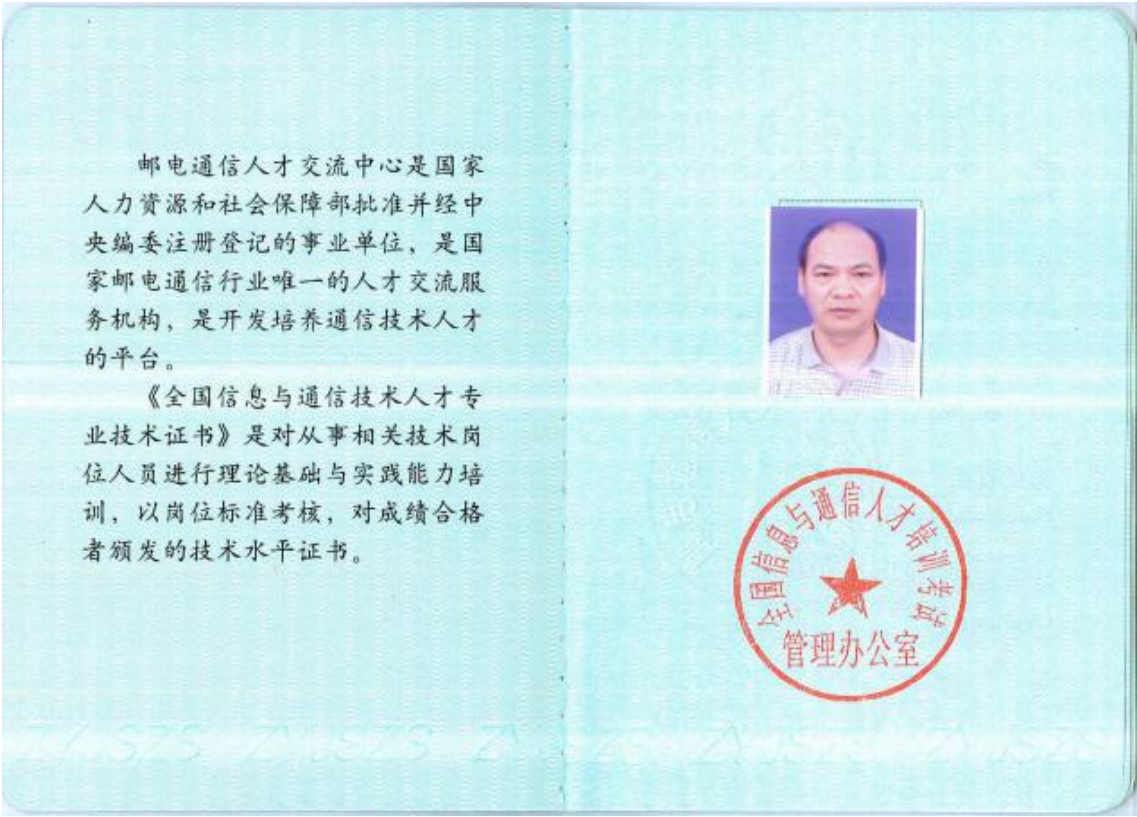 邮电通信人才交流中心是国家
人力资源和社会保障部批准并经中
央编委注册登记的事业单位，是国
家邮电通信行业唯一的人才交流服
务机构，是开发培养通信技术人才
的平台。
《全国信息与通信技术人才专
业技术证书》是对从事相关技术岗
位人员进行理论基础与实践能力培
训，以岗位标准考核，对成绩合格
者颁发的技术水平证书。
全国信息与通信人才培训考试
管理办公室
ZYJSZS ZYJSZS ZYJSZS ZYJSZS ZYJSZS